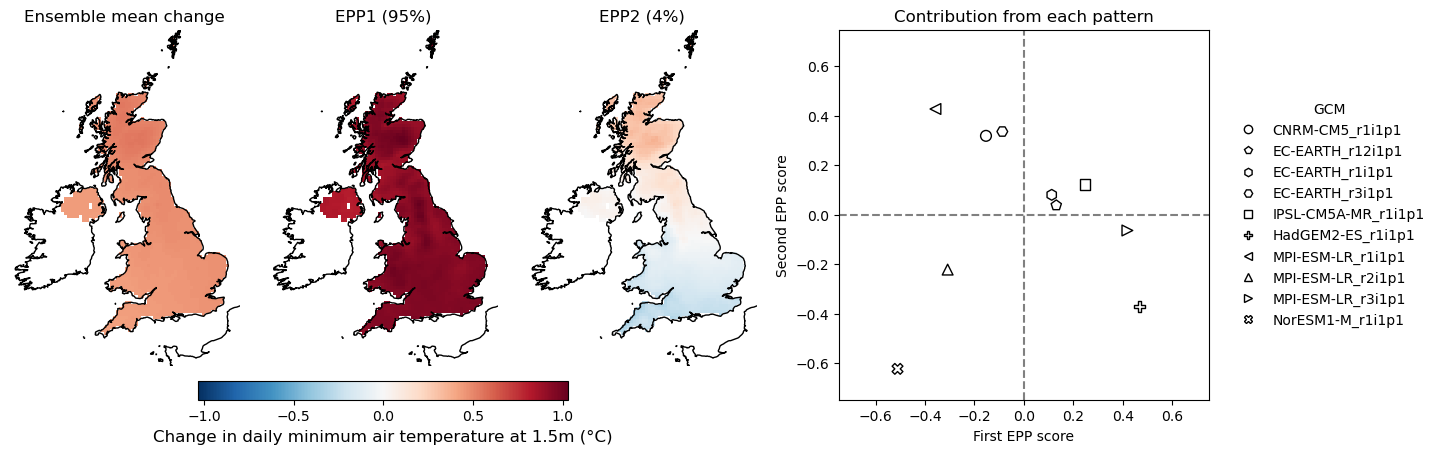 Ensemble mean change
EPP1 (95%)
EPP2 (4%)
Contribution from each pattern
0.6
0.4
0.2
0.0
−0.2
−0.4
−0.6
Second EPP score
−0.6
−0.4
−0.2
0.0
0.2
0.4
0.6
First EPP score
GCM
CNRM-CM5_r1i1p1
EC-EARTH_r12i1p1
EC-EARTH_r1i1p1
EC-EARTH_r3i1p1
IPSL-CM5A-MR_r1i1p1
HadGEM2-ES_r1i1p1
MPI-ESM-LR_r1i1p1
MPI-ESM-LR_r2i1p1
MPI-ESM-LR_r3i1p1
NorESM1-M_r1i1p1
−1.0
−0.5
0.0
0.5
1.0
Change in daily minimum air temperature at 1.5m (°C)